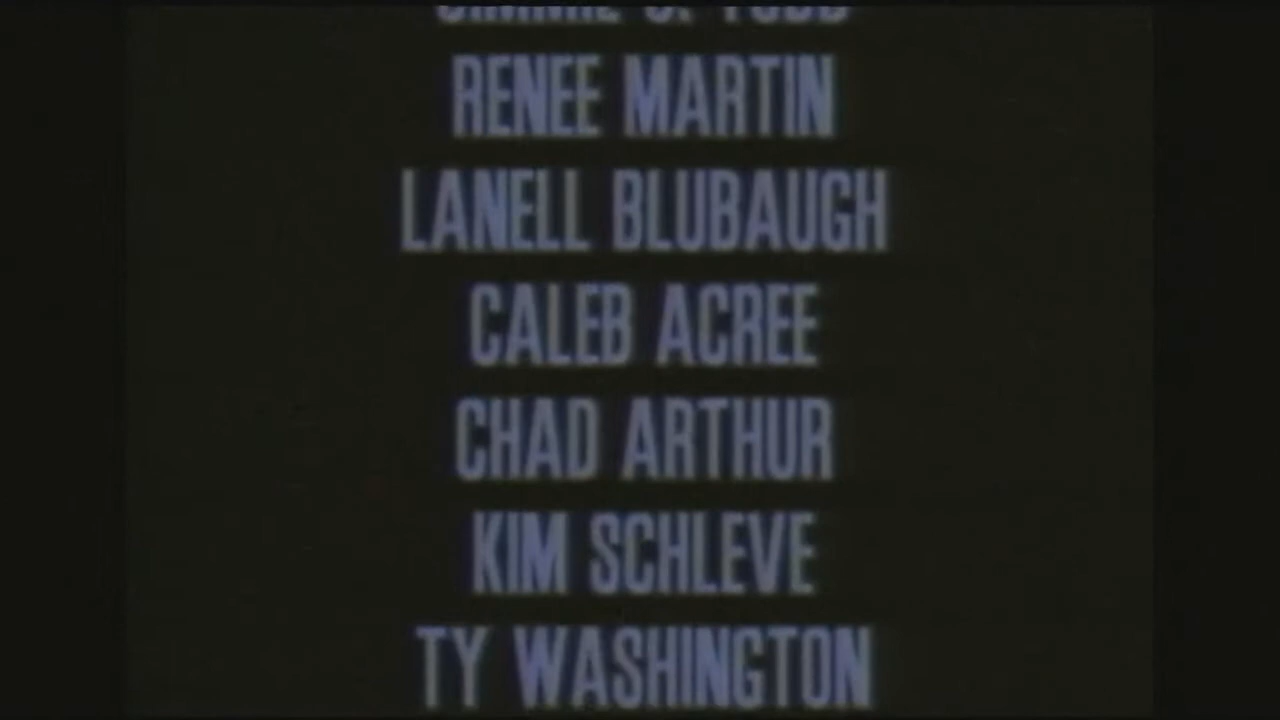 RENEE MARTIN
LANELL BLUBAUGH
CALEB ACREE
CHAD ARTHUR
KIM SCHLEVE
TY WASHINGTON